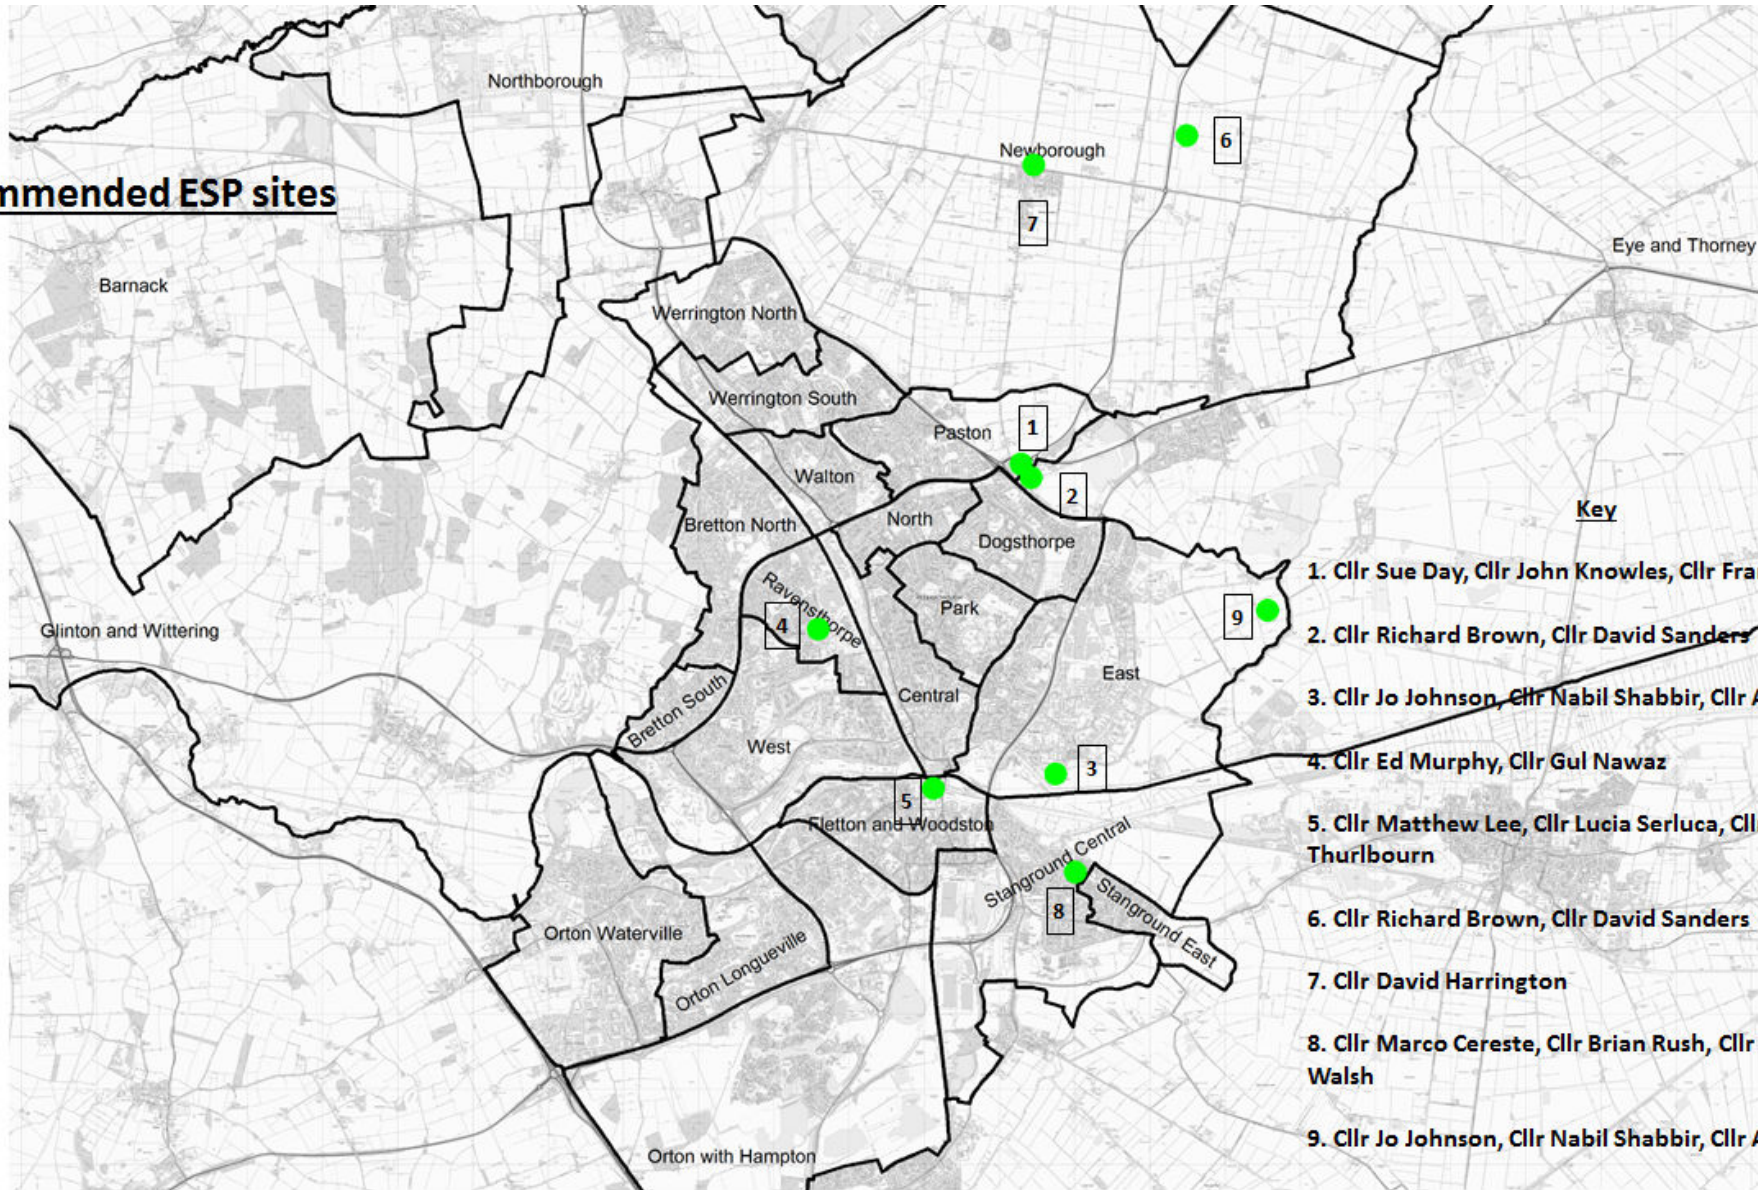 Northborough
Newborough
6
mmended ESP sites
7
Eye and Thorney
Barnack
Werrington North
Werrington South
Paston
1
Walton
2
Key
Bretton North
North
Dogsthorpe
1. Cllr Sue Day, Cllr John Knowles, Cllr Fra
Ravensthorpe
Park
9
4
Glinton and Wittering
2. Cllr Richard Brown, Cllr David Sanders
East
Central
3. Cllr Jo Johnson, Cllr Nabil Shabbir, Cllr A
Bretton South
West
3
4. Cllr Ed Murphy, Cllr Gul Nawaz
5
Fletton and Woodston
5. Cllr Matthew Lee, Cllr Lucia Serluca, Cll
Thurlbourn
Stanground Central
8
Stanground East
6. Cllr Richard Brown, Cllr David Sanders
Orton Waterville
Orton Longueville
7. Cllr David Harrington
8. Cllr Marco Cereste, Cllr Brian Rush, Cllr
Walsh
9. Cllr Jo Johnson, Cllr Nabil Shabbir, Cllr A
Orton with Hampton